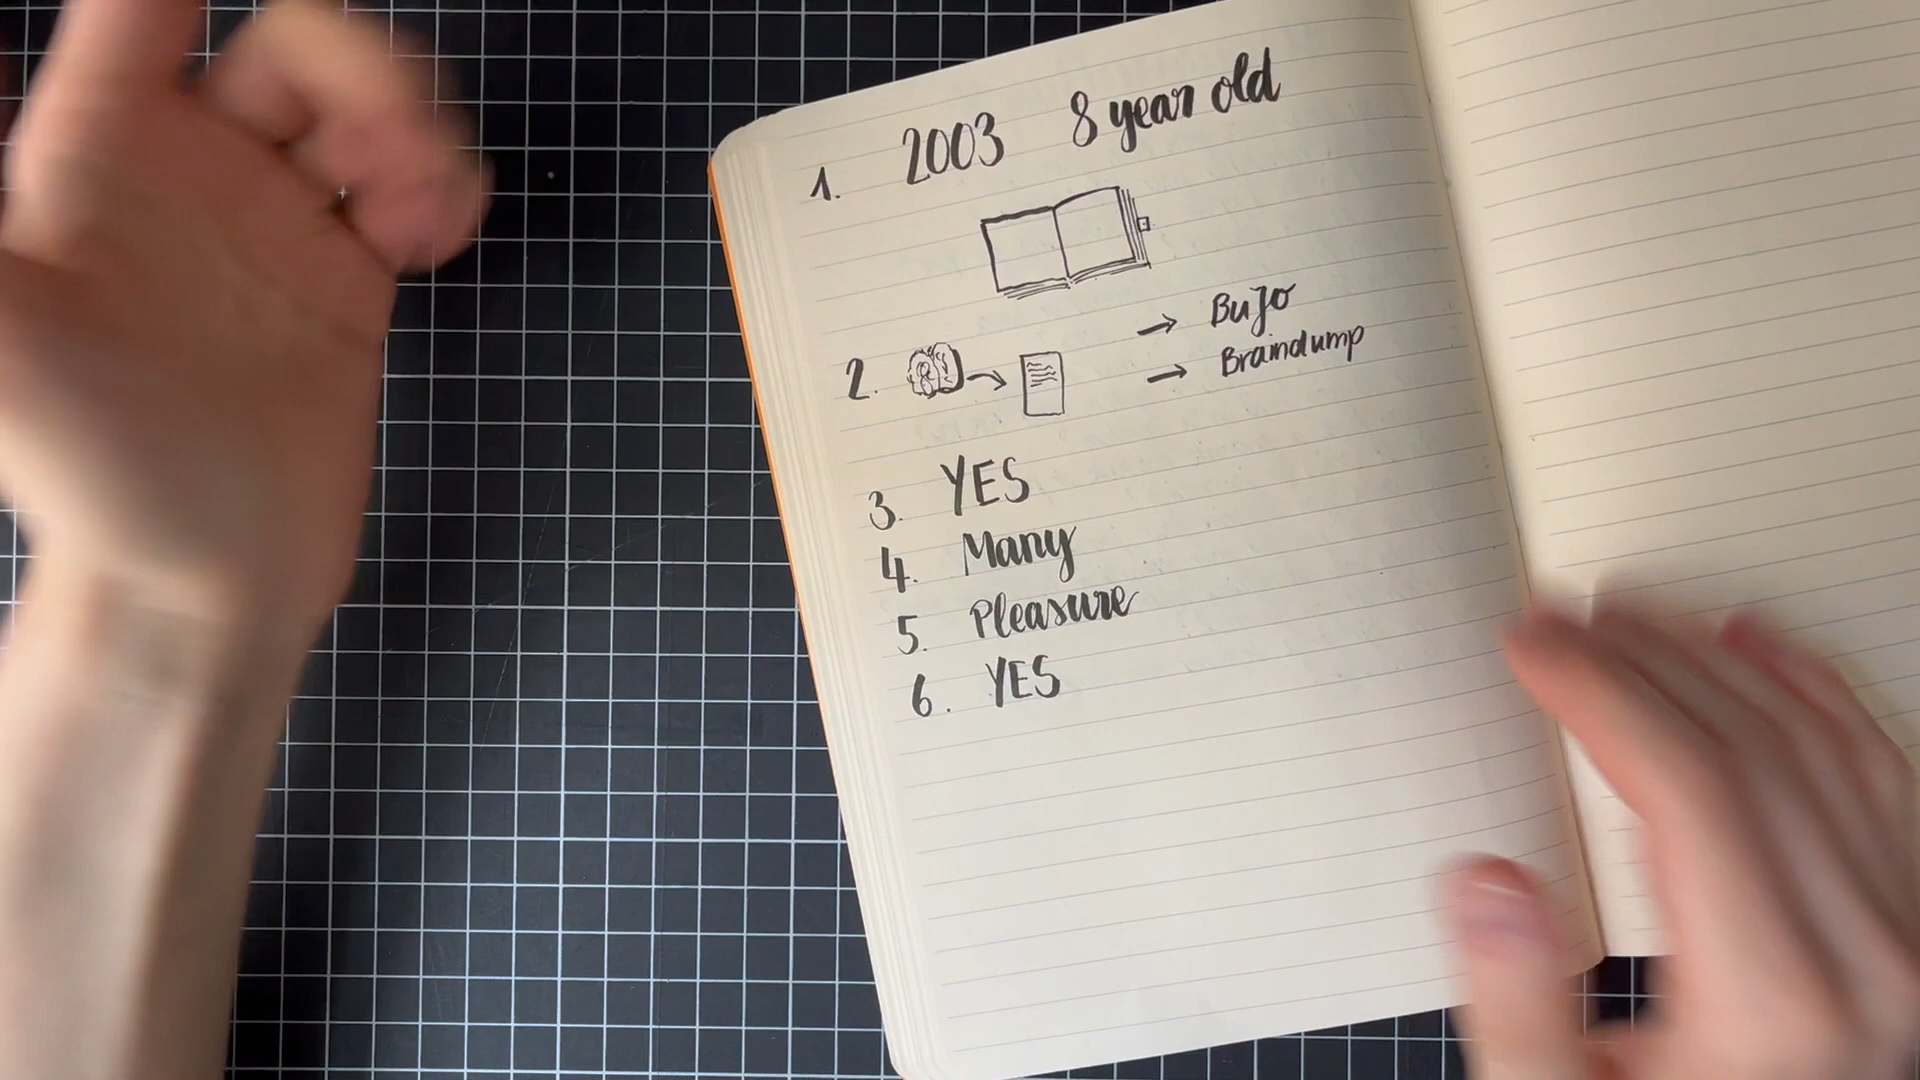 1. 2003 8 year old
2. → BuJo
→ Braindump
3. YES
4. Many
5. Pleasure
6. YES